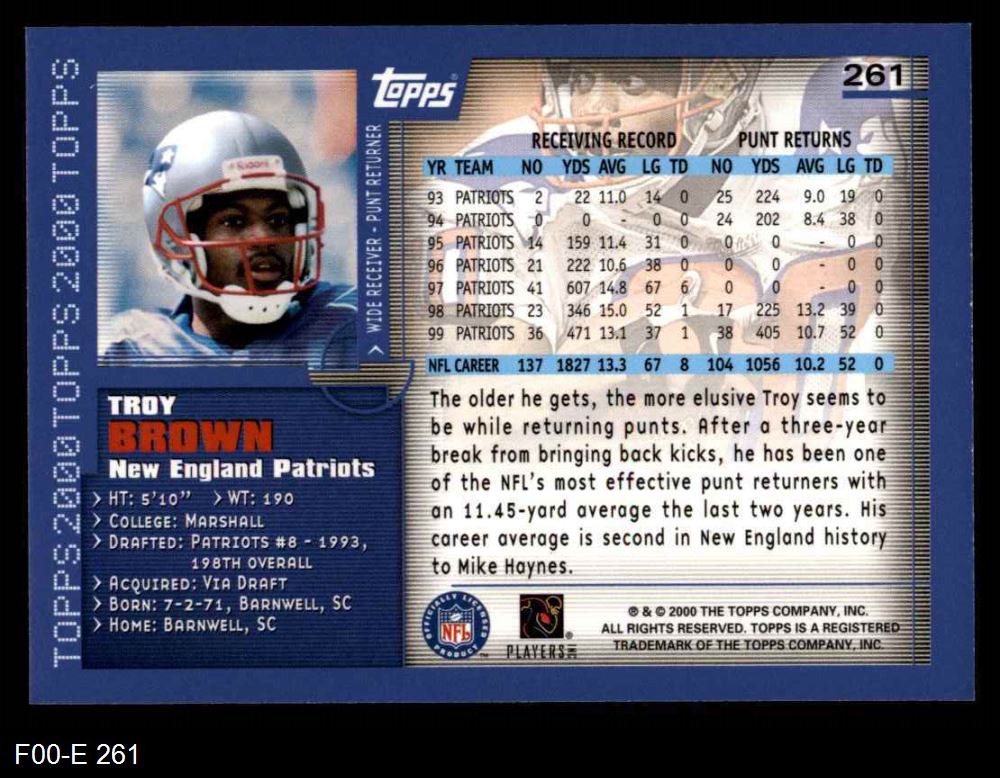 TOPPS2000TOPPS2000TOPPS
Riddell
WIDE RECEIVER - PUNT RETURNER
Topps
261
RECEIVING RECORD PUNT RETURNS
YR TEAM NO YDS AVG LG TD NO YDS AVG LG TD
93 PATRIOTS 2 22 11.0 14 0 25 224 9.0 19 0
94 PATRIOTS 0 0 - 0 0 24 202 8.4 38 0
95 PATRIOTS 14 159 11.4 31 0 0 0 - 0 0
96 PATRIOTS 21 222 10.6 38 0 0 0 - 0 0
97 PATRIOTS 41 607 14.8 67 6 0 0 - 0 0
98 PATRIOTS 23 346 15.0 52 1 17 225 13.2 39 0
99 PATRIOTS 36 471 13.1 37 1 38 405 10.7 52 0
NFL CAREER 137 1827 13.3 67 8 104 1056 10.2 52 0
TROY
BROWN
New England Patriots
> HT: 5'10" > WT: 190
> COLLEGE: MARSHALL
> DRAFTED: PATRIOTS #8 - 1993,
198TH OVERALL
> ACQUIRED: VIA DRAFT
> BORN: 7-2-71, BARNWELL, SC
> HOME: BARNWELL, SC
The older he gets, the more elusive Troy seems to
be while returning punts. After a three-year
break from bringing back kicks, he has been one
of the NFL's most effective punt returners with
an 11.45-yard average the last two years. His
career average is second in New England history
to Mike Haynes.
OFFICIALLY LICENSED
NFL
PRODUCT
PLAYERS INC
® & © 2000 THE TOPPS COMPANY, INC.
ALL RIGHTS RESERVED. TOPPS IS A REGISTERED
TRADEMARK OF THE TOPPS COMPANY, INC.
F00-E 261